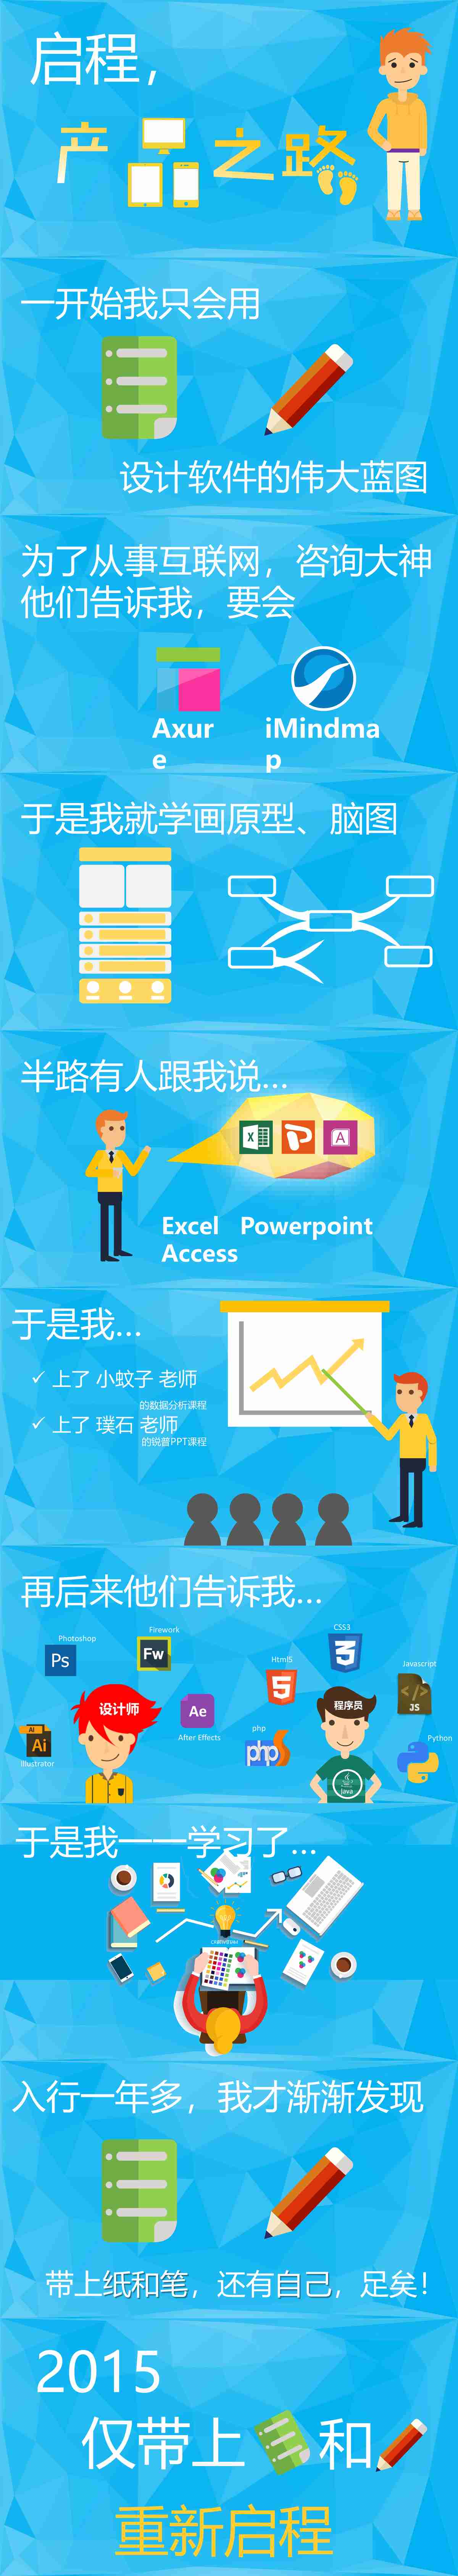 启程，
产 之路
一开始我只会用
设计软件的伟大蓝图
为了从事互联网，咨询大神
他们告诉我，要会
Axur
e
iMindma
p
于是我就学画原型、脑图
半路有人跟我说…
X
A
Excel Powerpoint
Access
于是我…
✓ 上了 小蚊子 老师
的数据分析课程
✓ 上了 璞石 老师
的锐普PPT课程
再后来他们告诉我…
Photoshop
Ps
Firework
Fw
设计师
Ae
After Effects
Ai
Ai
Illustrator
CSS3
3
Html5
5
Javascript
JS
程序员
php
php
Python
Java
于是我一一学习了…
入行一年多，我才渐渐发现
带上纸和笔，还有自己，足矣！
2015
仅带上 和
重新启程